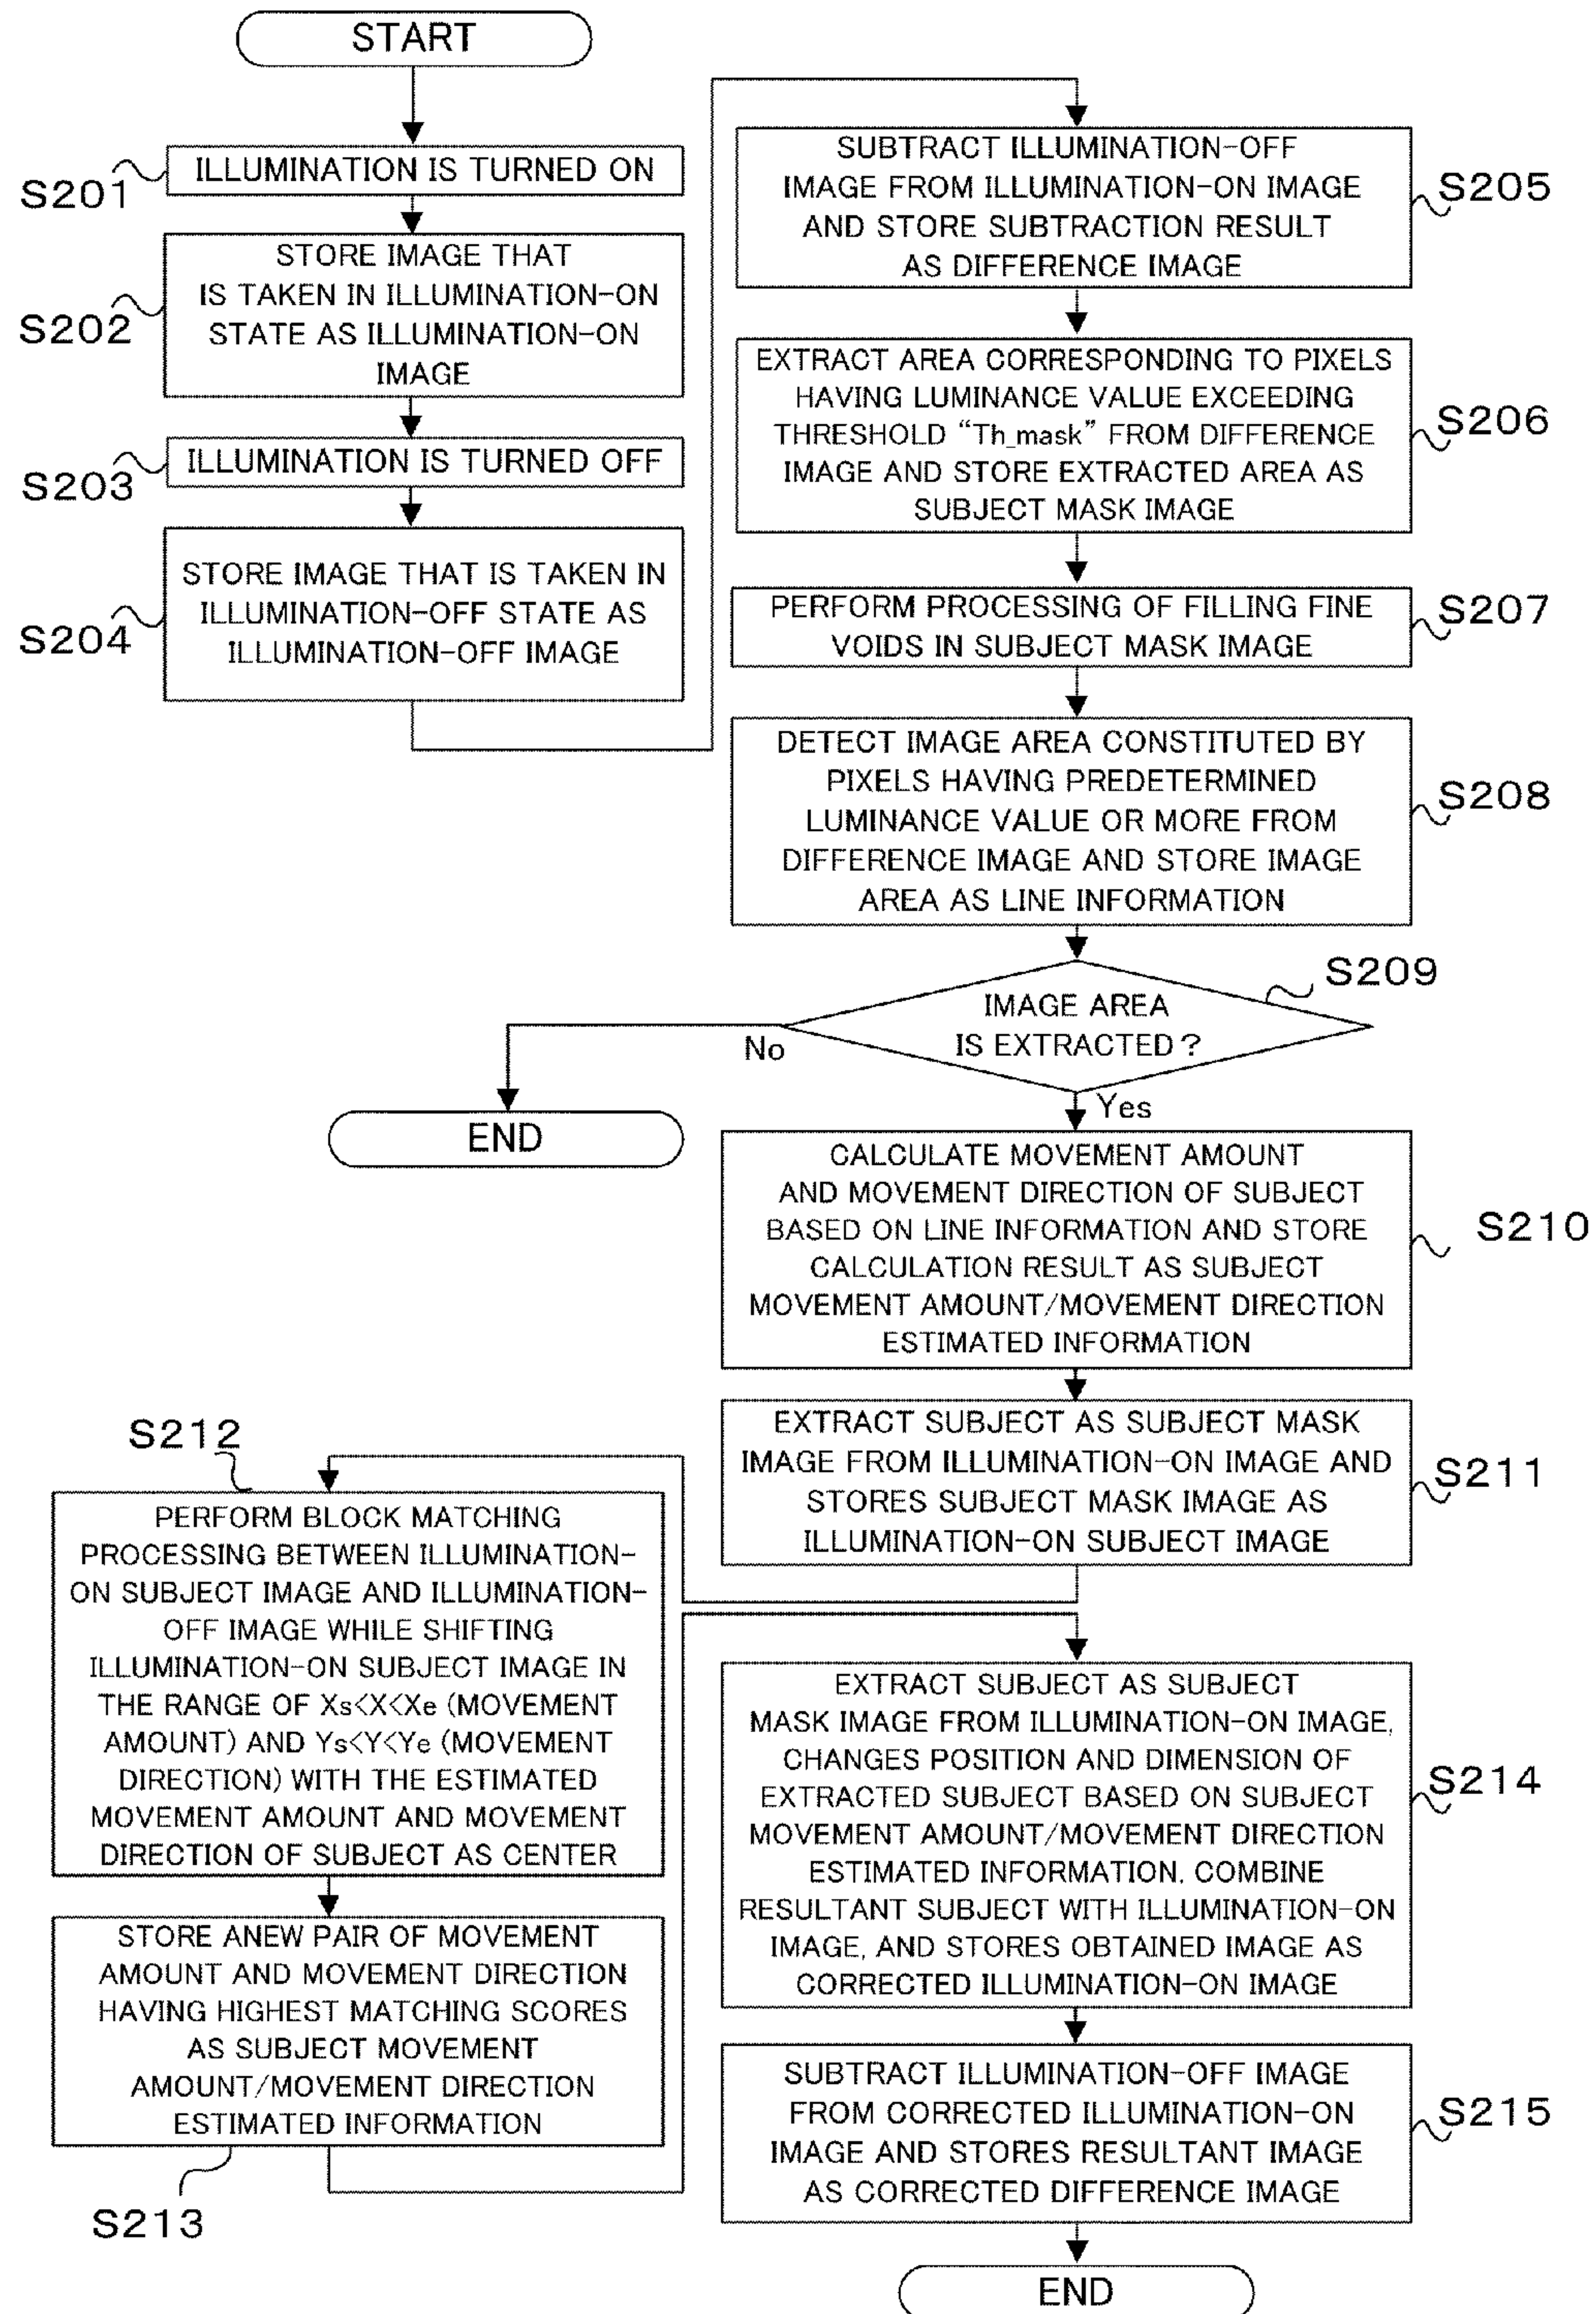 START
S201
ILLUMINATION IS TURNED ON
S202
STORE IMAGE THAT
IS TAKEN IN ILLUMINATION-ON
STATE AS ILLUMINATION-ON
IMAGE
S203
ILLUMINATION IS TURNED OFF
S204
STORE IMAGE THAT IS TAKEN IN
ILLUMINATION-OFF STATE AS
ILLUMINATION-OFF IMAGE
SUBTRACT ILLUMINATION-OFF
IMAGE FROM ILLUMINATION-ON IMAGE
AND STORE SUBTRACTION RESULT
AS DIFFERENCE IMAGE
S205
EXTRACT AREA CORRESPONDING TO PIXELS
HAVING LUMINANCE VALUE EXCEEDING
THRESHOLD “Th_mask” FROM DIFFERENCE
IMAGE AND STORE EXTRACTED AREA AS
SUBJECT MASK IMAGE
S206
PERFORM PROCESSING OF FILLING FINE
VOIDS IN SUBJECT MASK IMAGE
S207
DETECT IMAGE AREA CONSTITUTED BY
PIXELS HAVING PREDETERMINED
LUMINANCE VALUE OR MORE FROM
DIFFERENCE IMAGE AND STORE IMAGE
AREA AS LINE INFORMATION
S208
S209
IMAGE AREA
IS EXTRACTED?
No
END
Yes
CALCULATE MOVEMENT AMOUNT
AND MOVEMENT DIRECTION OF SUBJECT
BASED ON LINE INFORMATION AND STORE
CALCULATION RESULT AS SUBJECT
MOVEMENT AMOUNT/MOVEMENT DIRECTION
ESTIMATED INFORMATION
S210
EXTRACT SUBJECT AS SUBJECT MASK
IMAGE FROM ILLUMINATION-ON IMAGE AND
STORES SUBJECT MASK IMAGE AS
ILLUMINATION-ON SUBJECT IMAGE
S211
S212
PERFORM BLOCK MATCHING
PROCESSING BETWEEN ILLUMINATION-
ON SUBJECT IMAGE AND ILLUMINATION-
OFF IMAGE WHILE SHIFTING
ILLUMINATION-ON SUBJECT IMAGE IN
THE RANGE OF Xs<X<Xe (MOVEMENT
AMOUNT) AND Ys<Y<Ye (MOVEMENT
DIRECTION) WITH THE ESTIMATED
MOVEMENT AMOUNT AND MOVEMENT
DIRECTION OF SUBJECT AS CENTER
STORE ANEW PAIR OF MOVEMENT
AMOUNT AND MOVEMENT DIRECTION
HAVING HIGHEST MATCHING SCORES
AS SUBJECT MOVEMENT
AMOUNT/MOVEMENT DIRECTION
ESTIMATED INFORMATION
S213
EXTRACT SUBJECT AS SUBJECT
MASK IMAGE FROM ILLUMINATION-ON IMAGE,
CHANGES POSITION AND DIMENSION OF
EXTRACTED SUBJECT BASED ON SUBJECT
MOVEMENT AMOUNT/MOVEMENT DIRECTION
ESTIMATED INFORMATION, COMBINE
RESULTANT SUBJECT WITH ILLUMINATION-ON
IMAGE, AND STORES OBTAINED IMAGE AS
CORRECTED ILLUMINATION-ON IMAGE
S214
SUBTRACT ILLUMINATION-OFF IMAGE
FROM CORRECTED ILLUMINATION-ON
IMAGE AND STORES RESULTANT IMAGE
AS CORRECTED DIFFERENCE IMAGE
S215
END